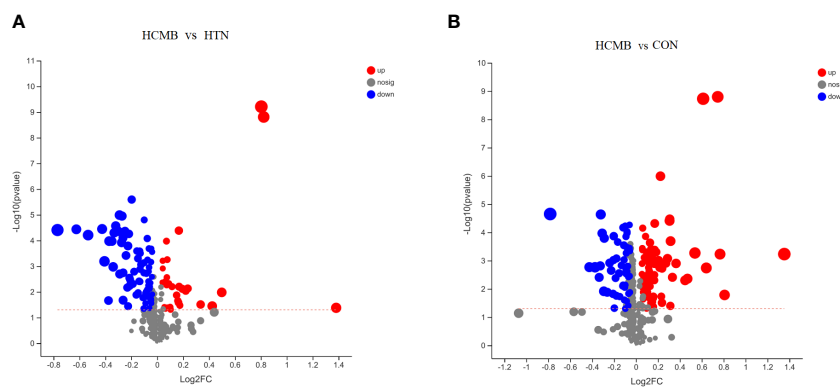 A
HCMB vs HTN
11
10
9
8
7
6
5
4
3
2
1
0
-Log10(pvalue)
-0.8 -0.6 -0.4 -0.2 0 0.2 0.4 0.6 0.8 1 1.2 1.4
Log2FC
up
nosig
down
B
HCMB vs CON
10
9
8
7
6
5
4
3
2
1
0
-Log10(pvalue)
-1.2 -1 -0.8 -0.6 -0.4 -0.2 0 0.2 0.4 0.6 0.8 1 1.2 1.4 1.6
Log2FC
up
nos
dow